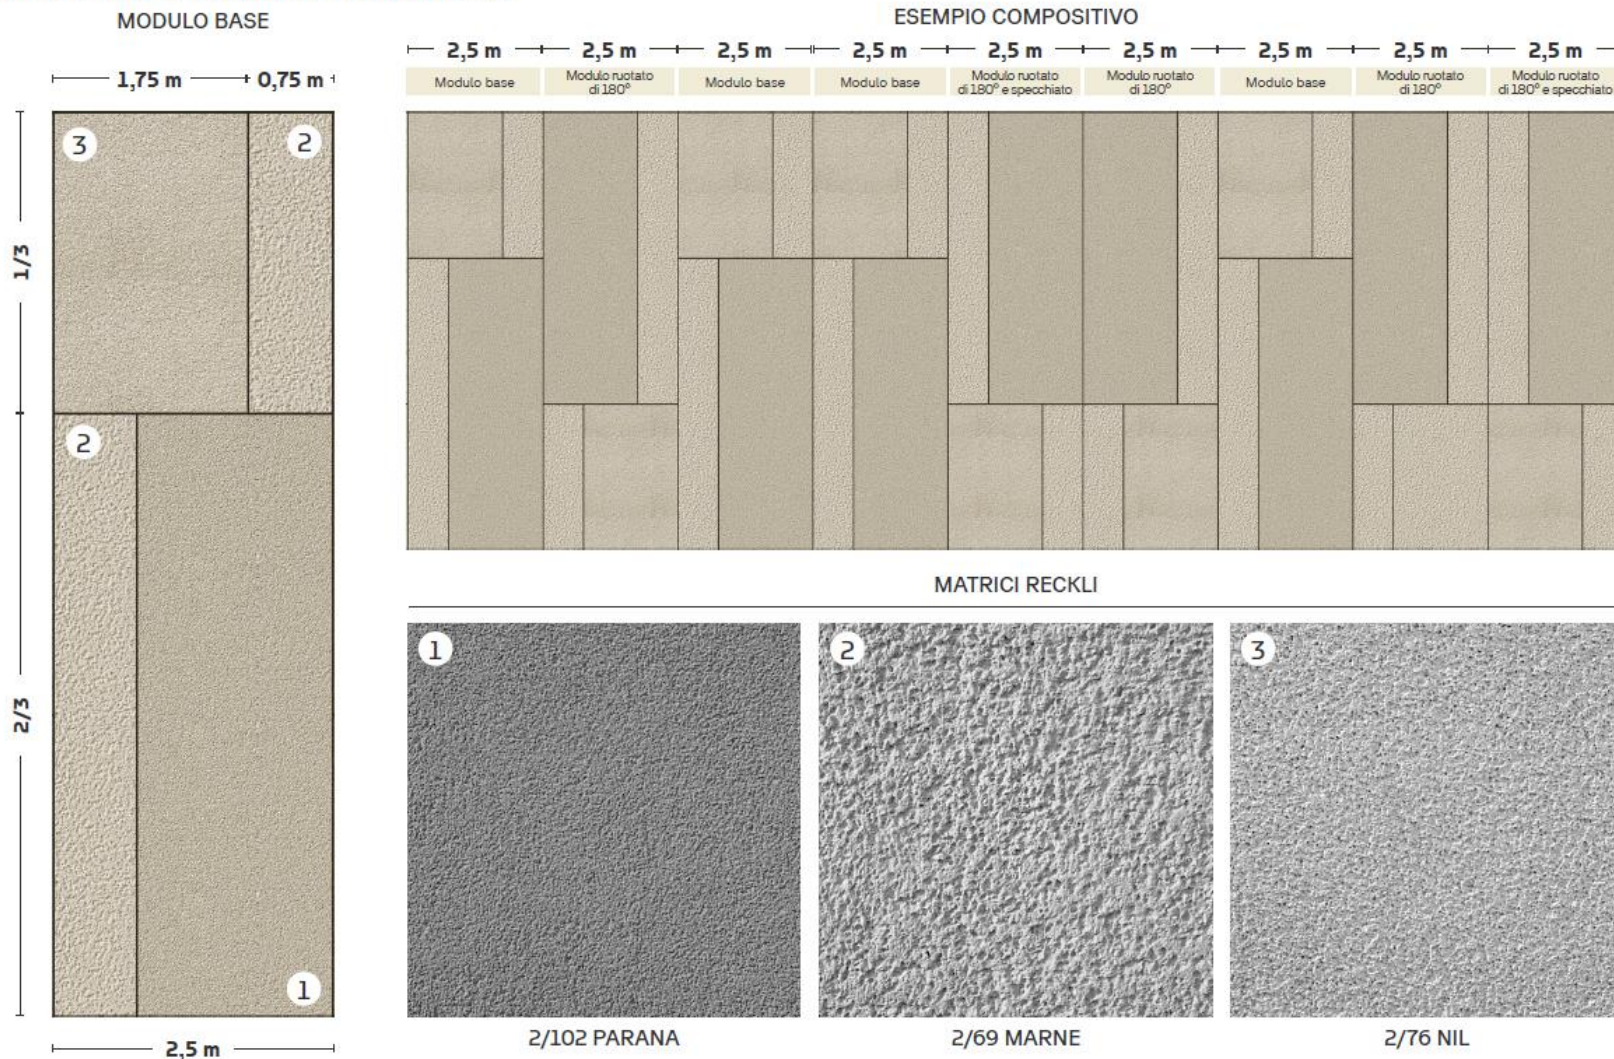 MODULO BASE
1,75 m
0,75 m
3
2
1/3
2
2/3
1
2,5 m
ESEMPIO COMPOSITIVO
2,5 m 2,5 m 2,5 m 2,5 m 2,5 m 2,5 m 2,5 m 2,5 m 2,5 m
Modulo base
Modulo ruotato
di 180°
Modulo base
Modulo base
Modulo ruotato
di 180° e specchiato
Modulo ruotato
di 180°
Modulo base
Modulo ruotato
di 180°
Modulo ruotato
di 180° e specchiato
MATRICI RECKLI
1
2
3
2/102 PARANA
2/69 MARNE
2/76 NIL